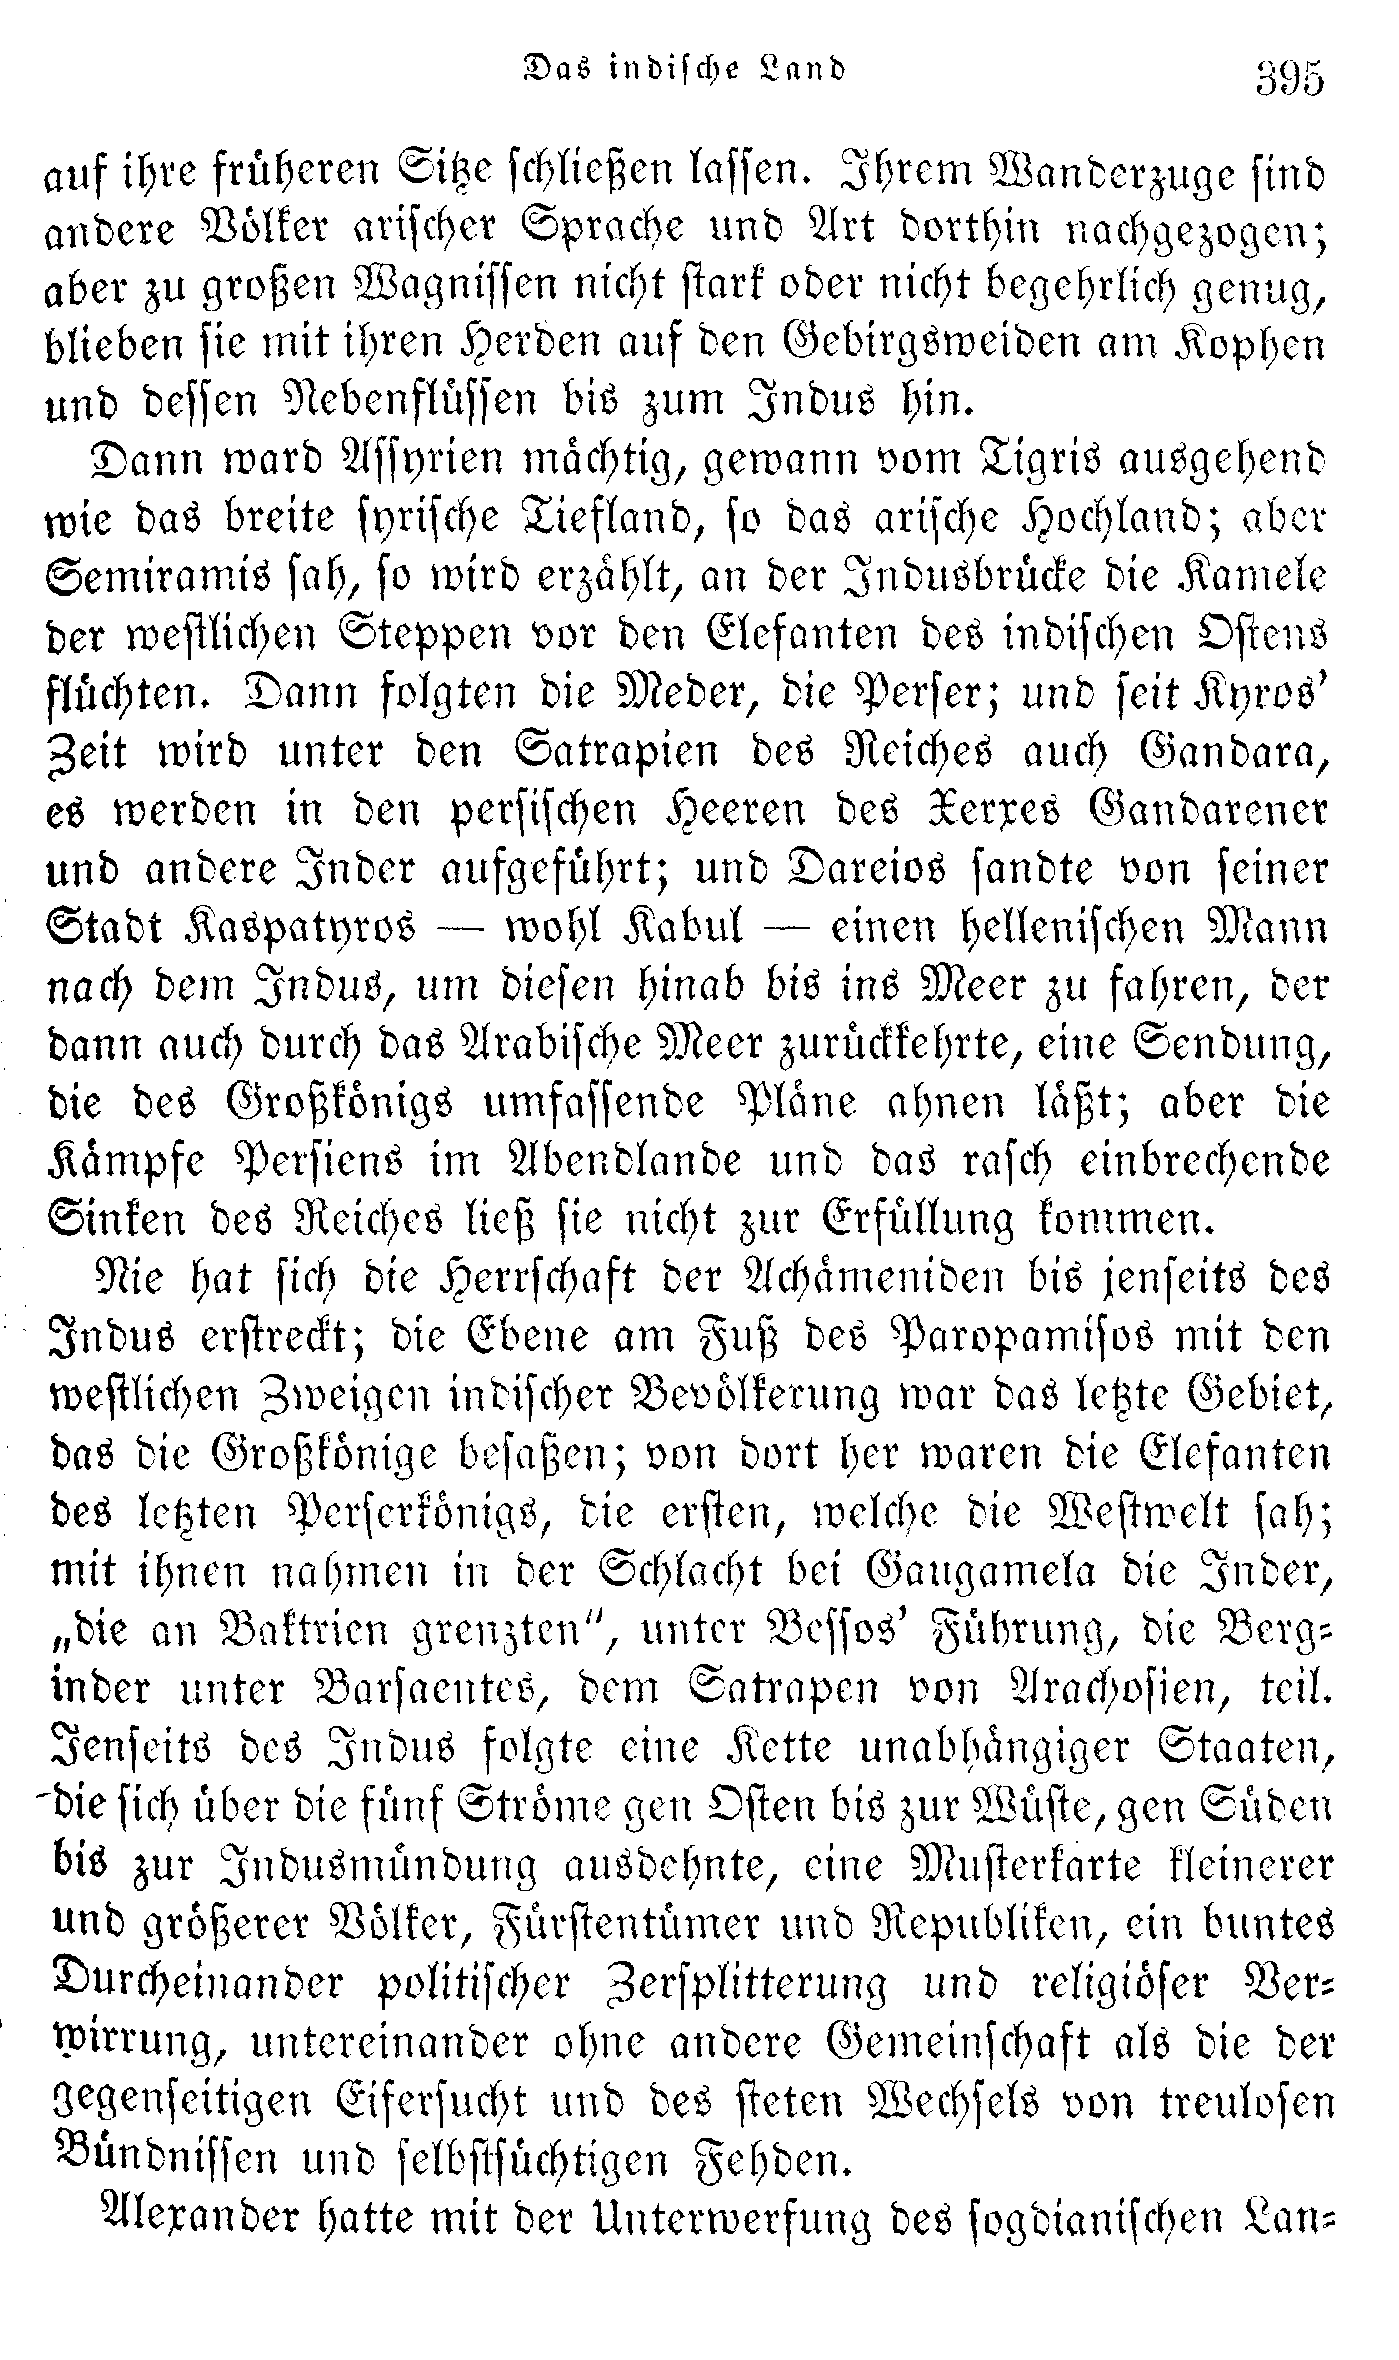 Das indische Land 395
auf ihre früheren Sitze schließen lassen. Ihrem Wanderzuge sind
andere Völker arischer Sprache und Art dorthin nachgezogen;
aber zu großen Wagnissen nicht stark oder nicht begehrlich genug,
blieben sie mit ihren Herden auf den Gebirgsweiden am Kophen
und dessen Nebenflüssen bis zum Indus hin.
Dann ward Assyrien mächtig, gewann vom Tigris ausgehend
wie das breite syrische Tiefland, so das arische Hochland; aber
Semiramis sah, so wird erzählt, an der Indusbrücke die Kamele
der westlichen Steppen vor den Elefanten des indischen Ostens
flüchten. Dann folgten die Meder, die Perser; und seit Kyros’
Zeit wird unter den Satrapien des Reiches auch Gandara,
es werden in den persischen Heeren des Xerxes Gandarener
und andere Inder aufgeführt; und Dareios sandte von seiner
Stadt Kaspatyros — wohl Kabul — einen hellenischen Mann
nach dem Indus, um diesen hinab bis ins Meer zu fahren, der
dann auch durch das Arabische Meer zurückkehrte, eine Sendung,
die des Großkönigs umfassende Pläne ahnen läßt; aber die
Kämpfe Persiens im Abendlande und das rasch einbrechende
Sinken des Reiches ließ sie nicht zur Erfüllung kommen.
Nie hat sich die Herrschaft der Achämeniden bis jenseits des
Indus erstreckt; die Ebene am Fuß des Paropamisos mit den
westlichen Zweigen indischer Bevölkerung war das letzte Gebiet,
das die Großkönige besaßen; von dort her waren die Elefanten
des letzten Perserkönigs, die ersten, welche die Westwelt sah;
mit ihnen nahmen in der Schlacht bei Gaugamela die Inder,
„die an Baktrien grenzten“, unter Bessos’ Führung, die Berg-
inder unter Barsaentes, dem Satrapen von Arachosien, teil.
Jenseits des Indus folgte eine Kette unabhängiger Staaten,
die sich über die fünf Ströme gen Osten bis zur Wüste, gen Süden
bis zur Indusmündung ausdehnte, eine Musterkarte kleinerer
und größerer Völker, Fürstentümer und Republiken, ein buntes
Durcheinander politischer Zersplitterung und religiöser Ver-
wirrung, untereinander ohne andere Gemeinschaft als die der
gegenseitigen Eifersucht und des steten Wechsels von treulosen
Bündnissen und selbstsüchtigen Fehden.
Alexander hatte mit der Unterwerfung des sogdianischen Lan-